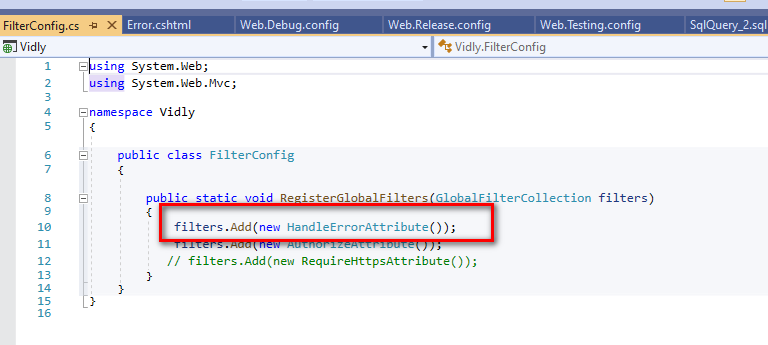 FilterConfig.cs
Error.cshtml
Web.Debug.config
Web.Release.config
Web.Testing.config
SqlQuery_2.sql
Vidly
Vidly.FilterConfig
1 using System.Web;
2 using System.Web.Mvc;
3
4 namespace Vidly
5 {
6 public class FilterConfig
7 {
8 public static void RegisterGlobalFilters(GlobalFilterCollection filters)
9 {
10 filters.Add(new HandleErrorAttribute());
11 filters.Add(new AuthorizeAttribute());
12 // filters.Add(new RequireHttpsAttribute());
13 }
14 }
15 }
16